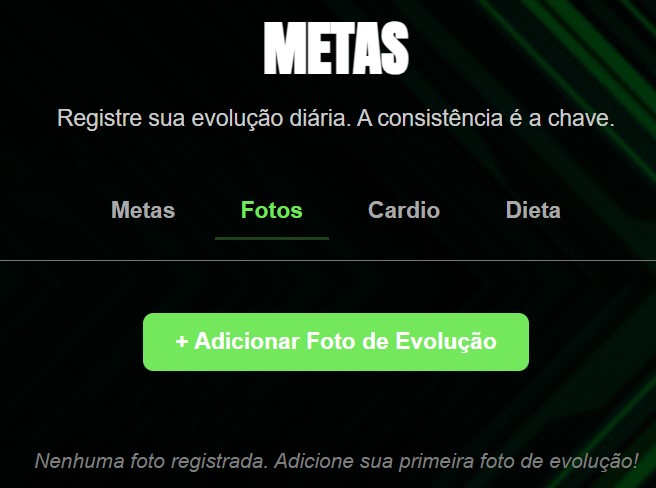 METAS
Registre sua evolução diária. A consistência é a chave.
Metas Fotos Cardio Dieta
+ Adicionar Foto de Evolução
Nenhuma foto registrada. Adicione sua primeira foto de evolução!